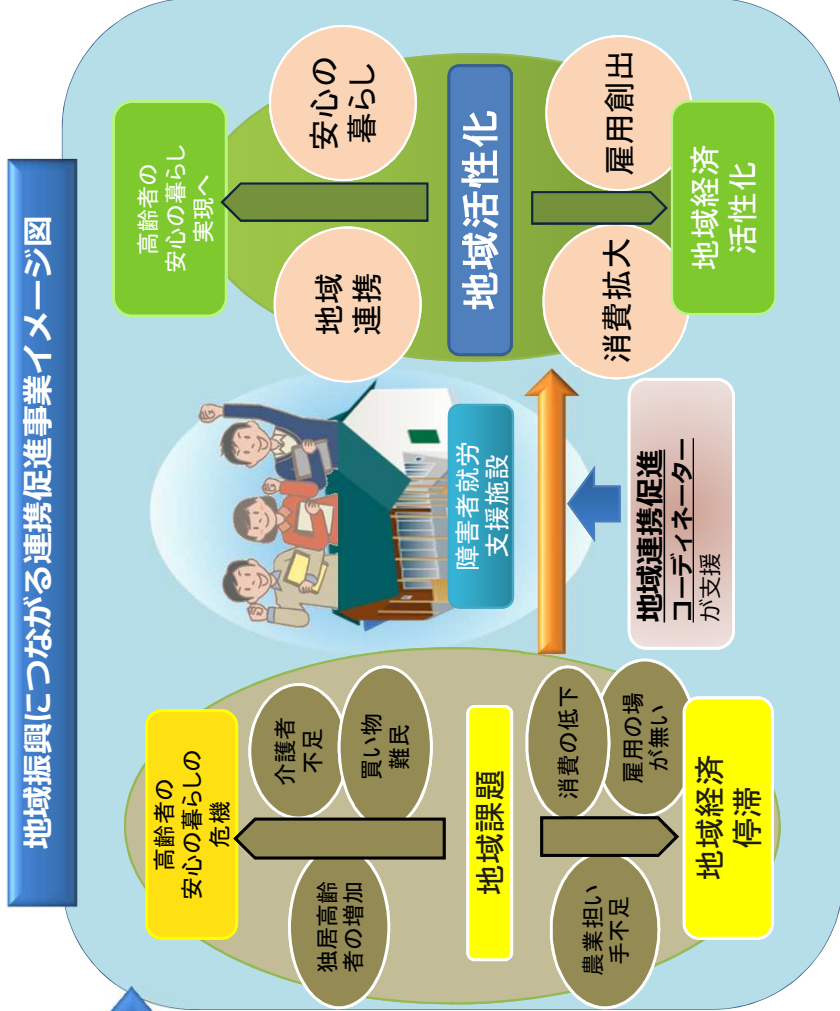 地域振興につながる連携促進事業イメージ図
高齢者の
安心の暮らしの
危機
独居高齢
者の増加
介護者
不足
買い物
難民
地域課題
農業担い
手不足
消費の低下
雇用の場
が無い
地域経済
停滞
障害者就労
支援施設
地域連携促進
コーディネーター
が支援
高齢者の
安心の暮らし
実現へ
地域
連携
安心の
暮らし
地域活性化
消費拡大
雇用創出
地域経済
活性化